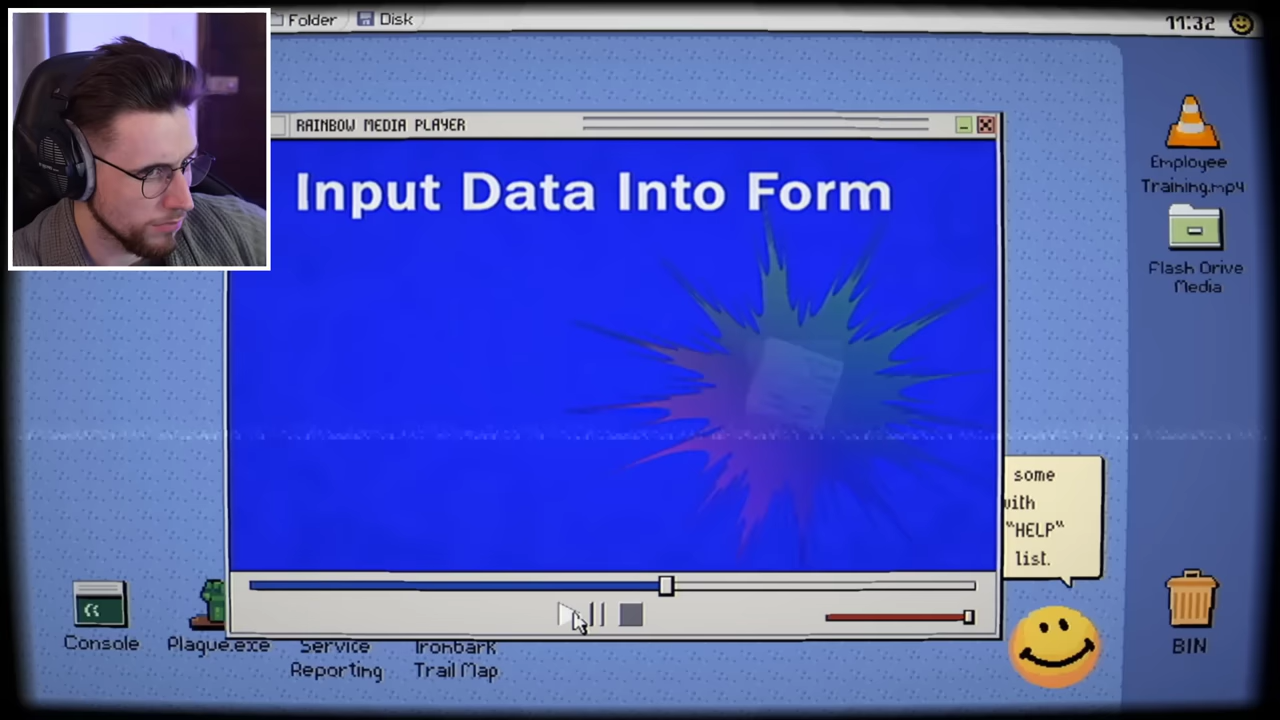 Folder
Disk
11:32
RAINBOW MEDIA PLAYER
Input Data Into Form
Employee
Training.mp4
Flash Drive
Media
some
with
"HELP"
list.
Console
Plague.exe
Service
Reporting
Ironbark
Trail Map
BIN